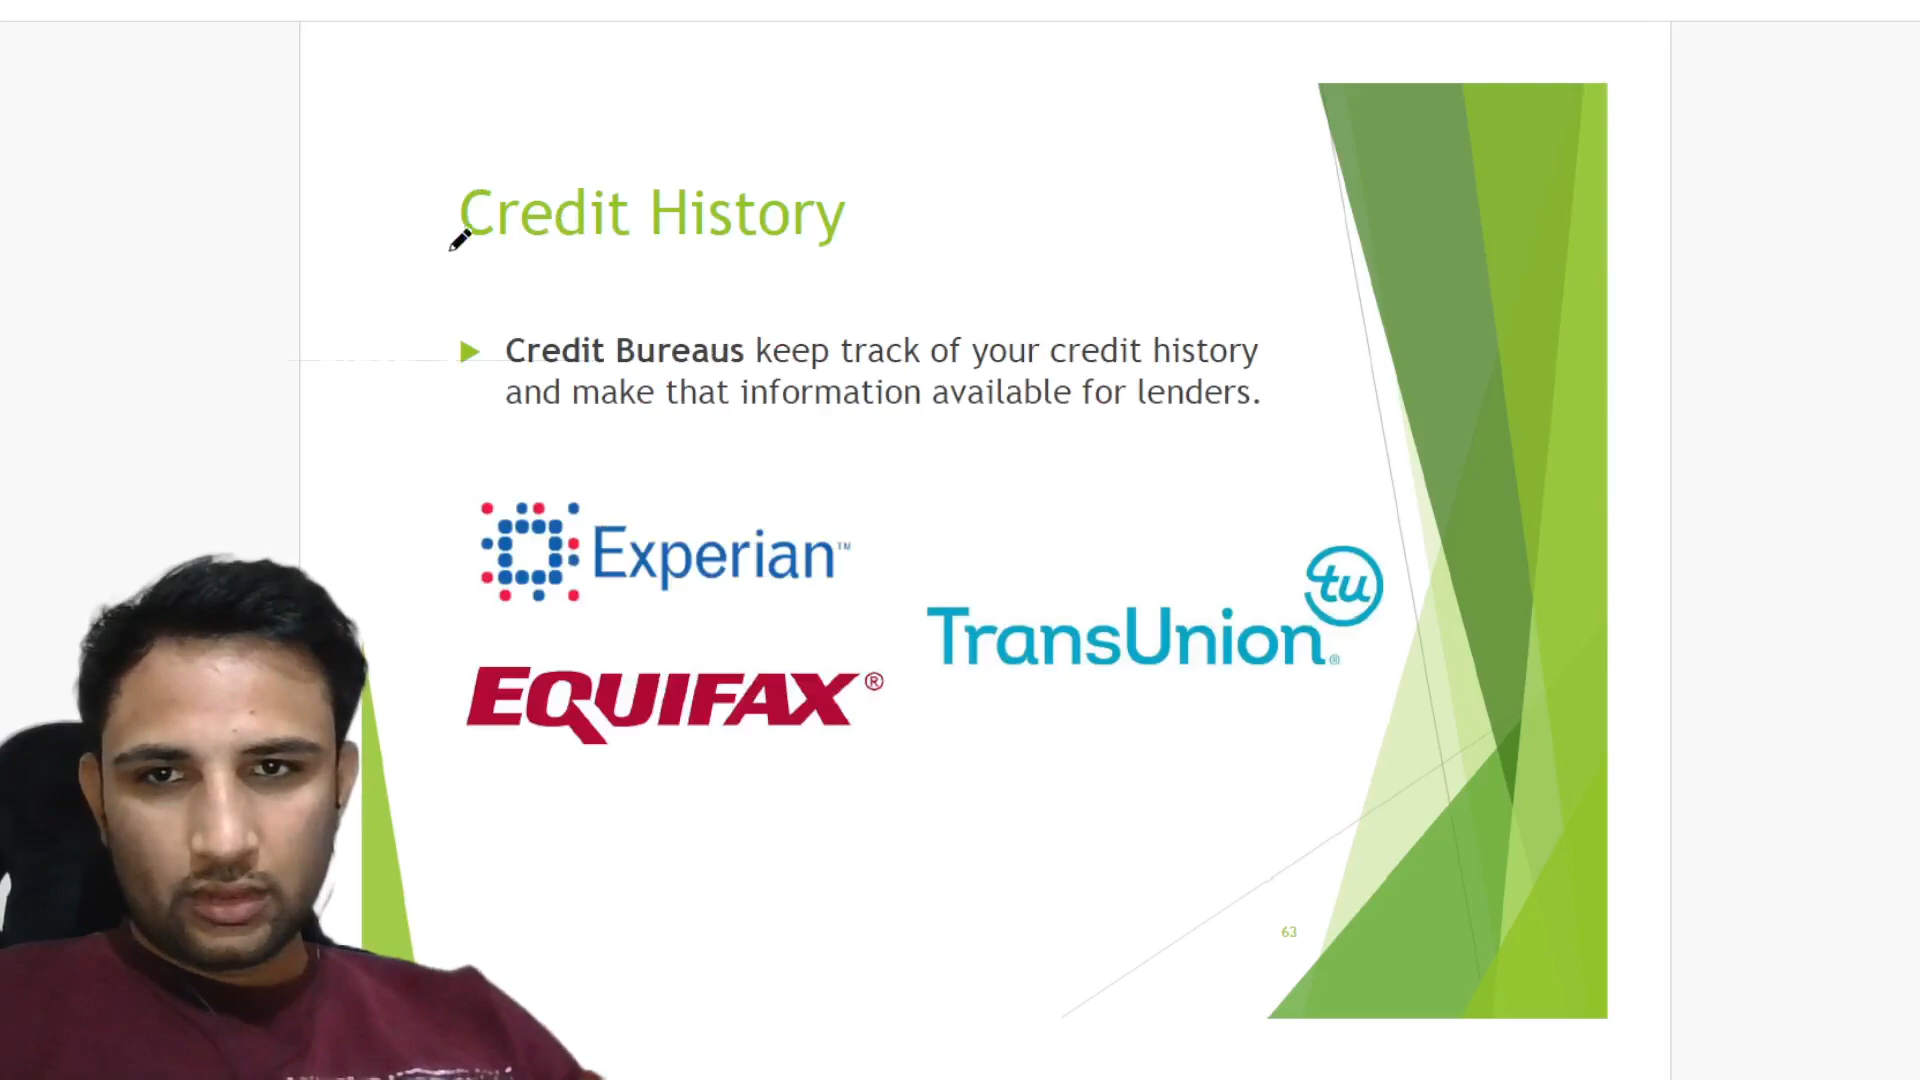 Credit History
Credit Bureaus keep track of your credit history
and make that information available for lenders.
Experian™
tu
TransUnion®
EQUIFAX®
63